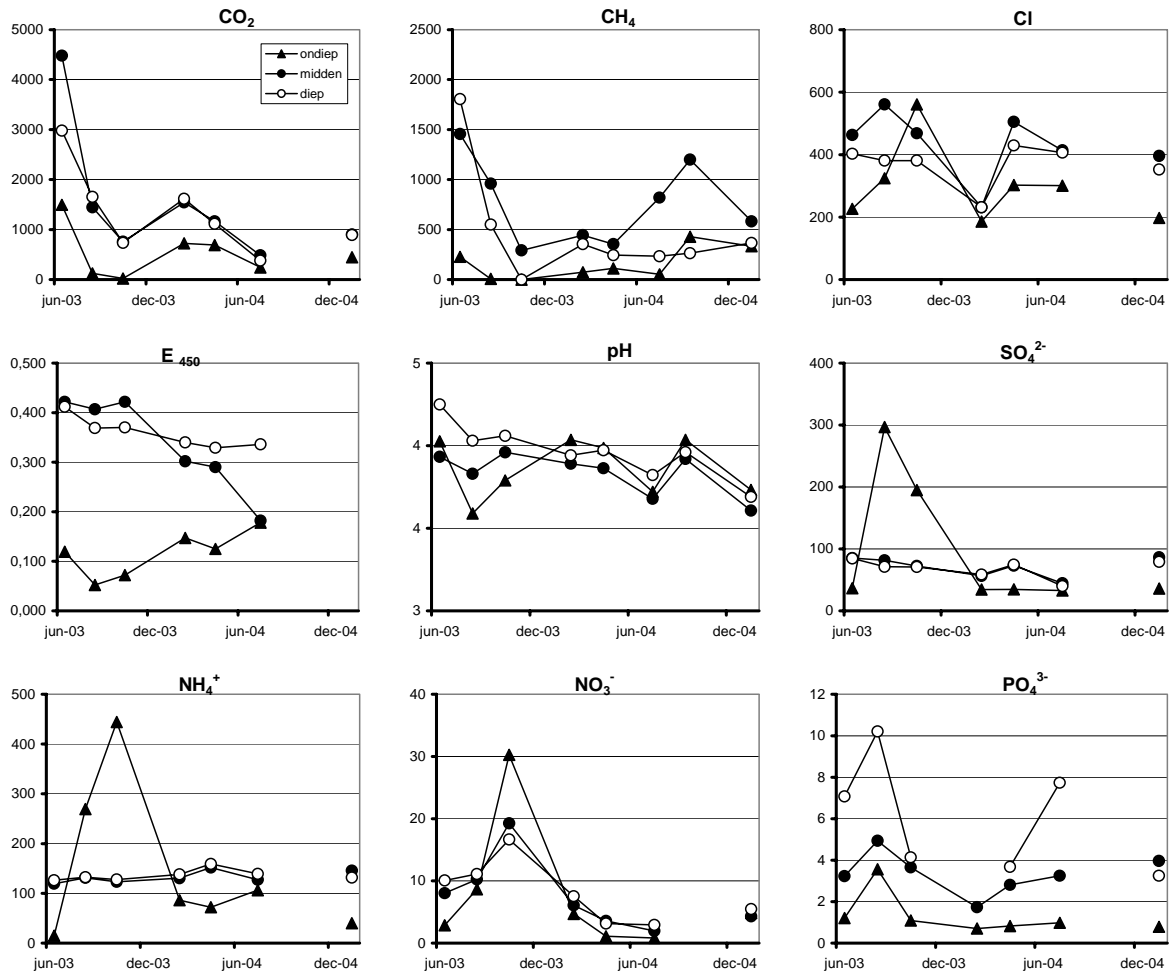 CO2
5000
4000
3000
2000
1000
0
jun-03 dec-03 jun-04 dec-04
ondiep
midden
diep
CH4
2500
2000
1500
1000
500
0
jun-03 dec-03 jun-04 dec-04
Cl
800
600
400
200
0
jun-03 dec-03 jun-04 dec-04
E 450
0,500
0,400
0,300
0,200
0,100
0,000
jun-03 dec-03 jun-04 dec-04
pH
5
4
4
3
jun-03 dec-03 jun-04 dec-04
SO4 2-
400
300
200
100
0
jun-03 dec-03 jun-04 dec-04
NH4+
500
400
300
200
100
0
jun-03 dec-03 jun-04 dec-04
NO3-
40
30
20
10
0
jun-03 dec-03 jun-04 dec-04
PO4 3-
12
10
8
6
4
2
0
jun-03 dec-03 jun-04 dec-04